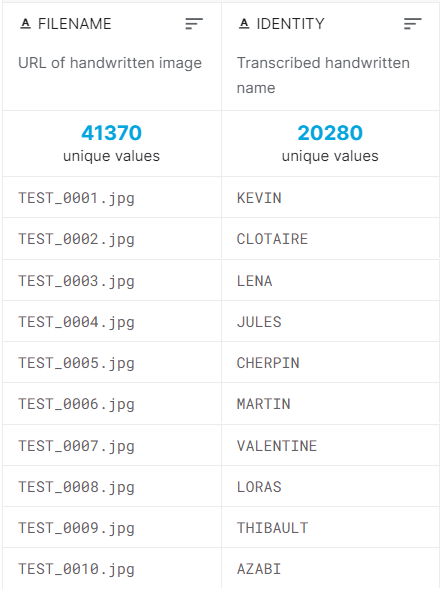 A FILENAME
A IDENTITY
URL of handwritten image
Transcribed handwritten
name
41370
unique values
20280
unique values
TEST_0001.jpg KEVIN
TEST_0002.jpg CLOTAIRE
TEST_0003.jpg LENA
TEST_0004.jpg JULES
TEST_0005.jpg CHERPIN
TEST_0006.jpg MARTIN
TEST_0007.jpg VALENTINE
TEST_0008.jpg LORAS
TEST_0009.jpg THIBAULT
TEST_0010.jpg AZABI